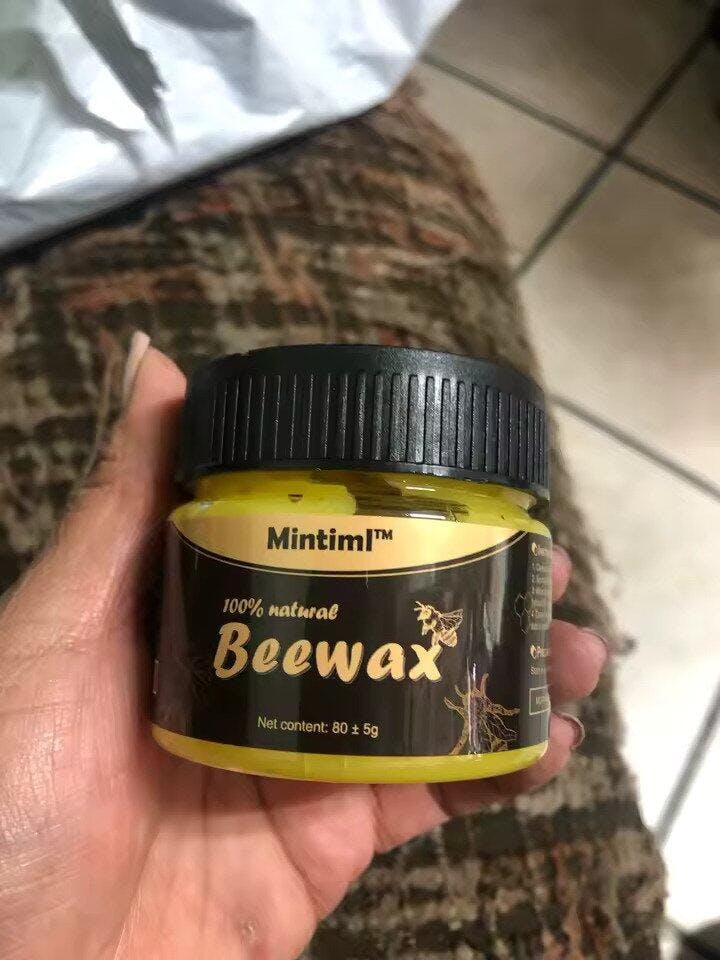 Mintiml™
100% natural
Beewax
Net content: 80 ± 5g